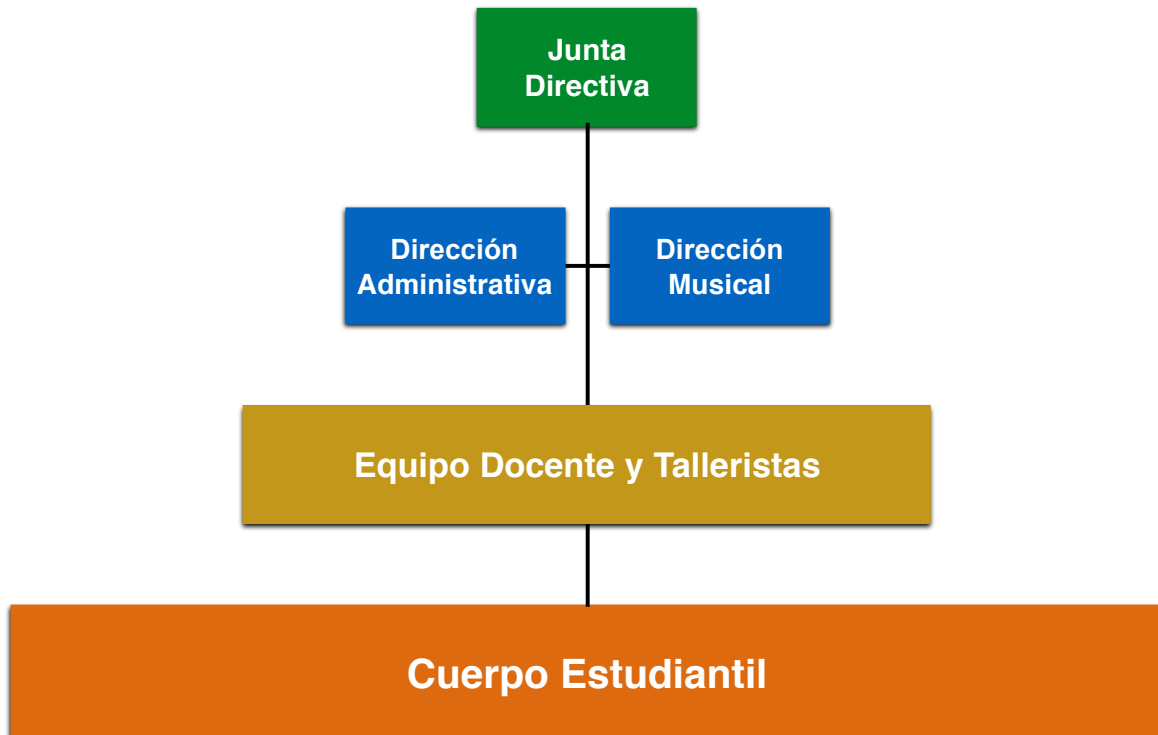 Junta
Directiva
Dirección
Administrativa
Dirección
Musical
Equipo Docente y Talleristas
Cuerpo Estudiantil